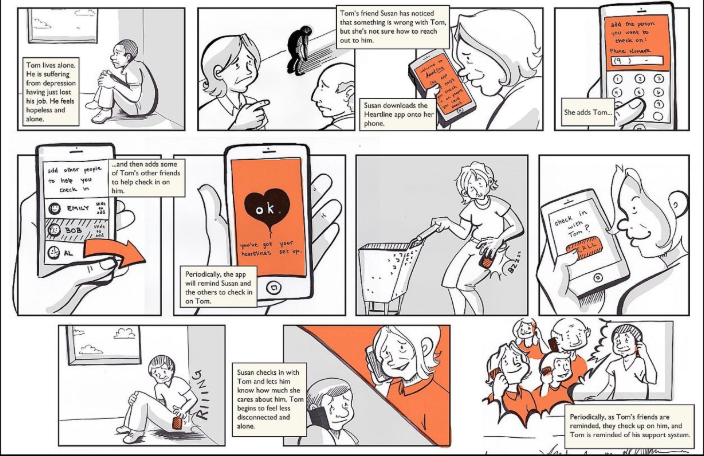 Tom lives alone.
He is suffering
from depression
having just lost
his job. He feels
hopeless and
alone.
Tom's friend Susan has noticed
that something is wrong with Tom,
but she's not sure how to reach
out to him.
Susan downloads the
Heartline app onto her
phone.
welcome to
heartline
add the person
you want to
check on:
Phone Number
She adds Tom...
add other people
to help you
check in
EMILY
BOB
AL
...and then adds some
of Tom's other friends
to help check in on
him.
ok.
you've got your
heartlines set up.
Periodically, the app
will remind Susan and
the others to check in
on Tom.
BZZZ
check in
with
Tom?
CALL
RIIING
Susan checks in with
Tom and lets him
know how much she
cares about him. Tom
begins to feel less
disconnected and
alone.
Periodically, as Tom's friends are
reminded, they check up on him, and
Tom is reminded of his support system.